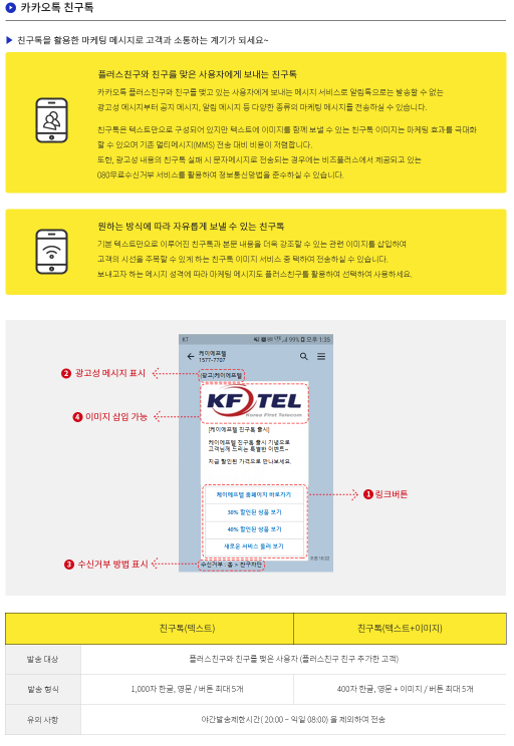 카카오톡 친구톡
친구톡을 활용한 마케팅 메시지로 고객과 소통하는 계기가 되세요~
플러스친구와 친구를 맺은 사용자에게 보내는 친구톡
카카오톡 플러스친구와 친구를 맺고 있는 사용자에게 보내는 메시지 서비스로 알림톡으로는 발송할 수 없는
광고성 메시지부터 공지 메시지, 알림 메시지 등 다양한 종류의 마케팅 메시지를 전송하실 수 있습니다.
친구톡은 텍스트만으로 구성되어 있지만 텍스트에 이미지를 함께 보낼 수 있는 친구톡 이미지는 마케팅 효과를 극대화
할 수 있으며 기존 멀티메시지(MMS) 전송 대비 비용이 저렴합니다.
또한, 광고성 내용의 친구톡 실패 시 문자메시지로 전송되는 경우에는 비즈플러스에서 제공되고 있는
080무료수신거부 서비스를 활용하여 정보통신망법을 준수하실 수 있습니다.
원하는 방식에 따라 자유롭게 보낼 수 있는 친구톡
기본 텍스트만으로 이루어진 친구톡과 본문 내용을 더욱 강조할 수 있는 관련 이미지를 삽입하여
고객의 시선을 주목할 수 있게 하는 친구톡 이미지 서비스 중 택하여 전송하실 수 있습니다.
보내고자 하는 메시지 성격에 따라 마케팅 메시지도 플러스친구를 활용하여 선택하여 사용하세요.
KT
99% 오후 1:35
케이에프텔
1577-7707
2 광고성 메시지 표시
(광고)케이에프텔
4 이미지 삽입 가능
KF TEL
Korea First Telecom
[케이에프텔 친구톡 출시]
케이에프텔 친구톡 출시 기념으로
고객님께 드리는 특별한 이벤트~
지금 할인된 가격으로 만나보세요.
케이에프텔 홈페이지 바로가기
1 링크버튼
50% 할인된 상품 보기
40% 할인된 상품 보기
새로운 서비스 둘러 보기
3 수신거부 방법 표시
수신거부 : 홈 > 친구차단
친구톡(텍스트)
친구톡(텍스트+이미지)
발송 대상
플러스친구와 친구를 맺은 사용자 (플러스친구 친구 추가한 고객)
발송 형식
1,000자 한글, 영문 / 버튼 최대 5개
400자 한글, 영문 + 이미지 / 버튼 최대 5개
유의 사항
야간발송제한시간( 20:00 ~ 익일 08:00) 을 제외하여 전송